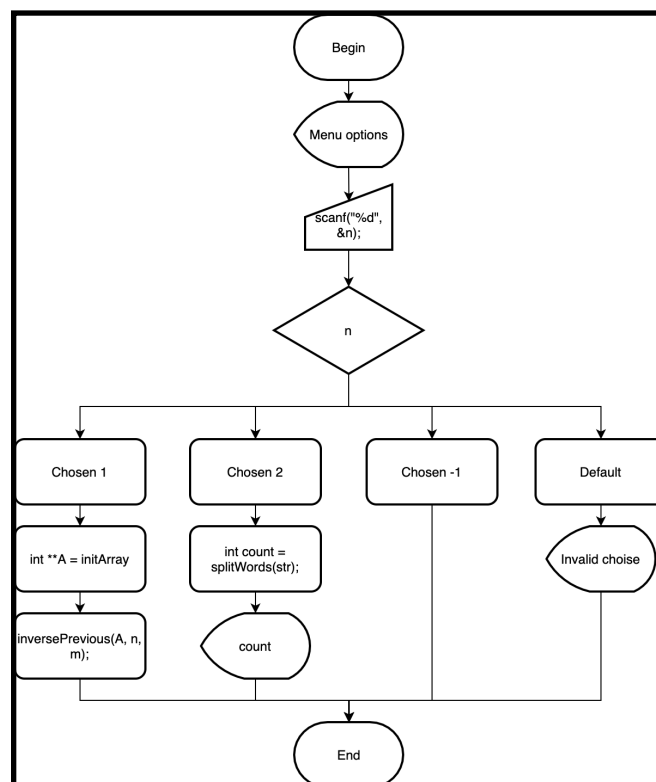 Begin
Menu options
scanf("%d",
&n);
n
Chosen 1
Chosen 2
Chosen -1
Default
int **A = initArray
int count =
splitWords(str);
Invalid choise
inversePrevious(A, n,
m);
count
End